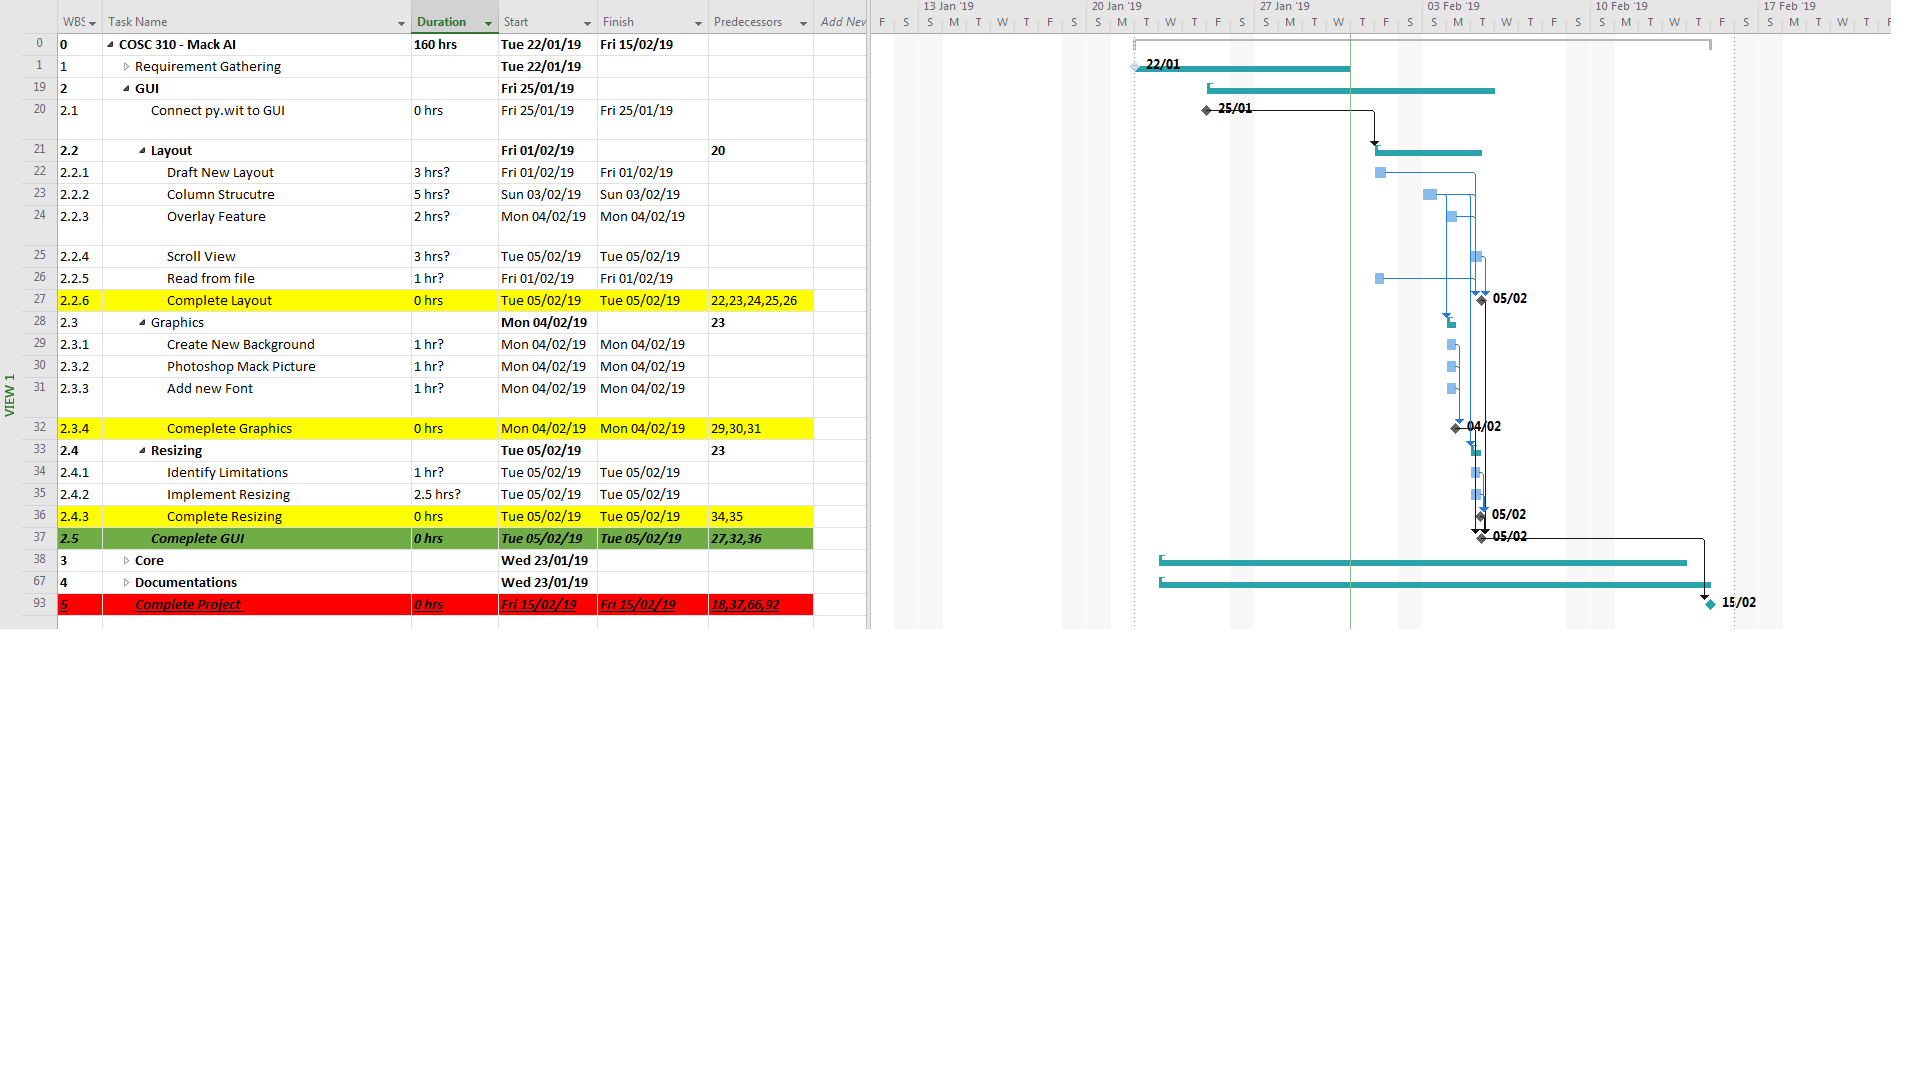 13 Jan '19 20 Jan '19 27 Jan '19 03 Feb '19 10 Feb '19 17 Feb '19
WBS Task Name Duration Start Finish Predecessors Add New F S S M T W T F S S M T W T F S S M T W T F S S M T W T F S S M T W T F S S M T W T F
0 0 COSC 310 - Mack AI 160 hrs Tue 22/01/19 Fri 15/02/19
1 1 Requirement Gathering Tue 22/01/19 22/01
19 2 GUI Fri 25/01/19
20 2.1 Connect py.wit to GUI 0 hrs Fri 25/01/19 Fri 25/01/19 25/01
21 2.2 Layout Fri 01/02/19 20
22 2.2.1 Draft New Layout 3 hrs? Fri 01/02/19 Fri 01/02/19
23 2.2.2 Column Strucutre 5 hrs? Sun 03/02/19 Sun 03/02/19
24 2.2.3 Overlay Feature 2 hrs? Mon 04/02/19 Mon 04/02/19
25 2.2.4 Scroll View 3 hrs? Tue 05/02/19 Tue 05/02/19
26 2.2.5 Read from file 1 hr? Fri 01/02/19 Fri 01/02/19
27 2.2.6 Complete Layout 0 hrs Tue 05/02/19 Tue 05/02/19 22,23,24,25,26 05/02
28 2.3 Graphics Mon 04/02/19 23
29 2.3.1 Create New Background 1 hr? Mon 04/02/19 Mon 04/02/19
30 2.3.2 Photoshop Mack Picture 1 hr? Mon 04/02/19 Mon 04/02/19
31 2.3.3 Add new Font 1 hr? Mon 04/02/19 Mon 04/02/19
32 2.3.4 Comeplete Graphics 0 hrs Mon 04/02/19 Mon 04/02/19 29,30,31 04/02
33 2.4 Resizing Tue 05/02/19 23
34 2.4.1 Identify Limitations 1 hr? Tue 05/02/19 Tue 05/02/19
35 2.4.2 Implement Resizing 2.5 hrs? Tue 05/02/19 Tue 05/02/19
36 2.4.3 Complete Resizing 0 hrs Tue 05/02/19 Tue 05/02/19 34,35 05/02
37 2.5 Comeplete GUI 0 hrs Tue 05/02/19 Tue 05/02/19 27,32,36 05/02
38 3 Core Wed 23/01/19
67 4 Documentations Wed 23/01/19
93 5 Complete Project 0 hrs Fri 15/02/19 Fri 15/02/19 18,37,66,92 15/02
VIEW 1